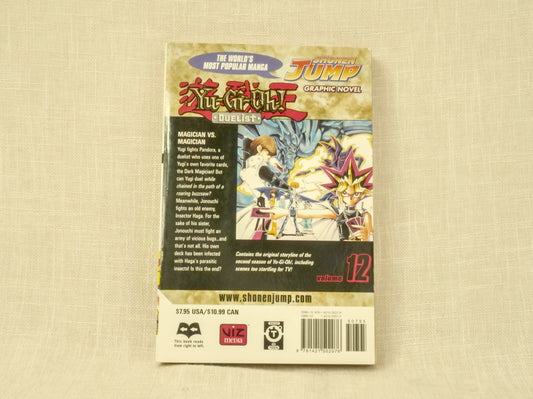 THE WORLD'S
MOST POPULAR MANGA
SHONEN
JUMP
GRAPHIC NOVEL
遊戯王
Yu-Gi-Oh!
DUELIST
MAGICIAN VS.
MAGICIAN
Yugi fights Pandora, a
duelist who uses one of
Yugi's own favorite cards,
the Dark Magician! But
can Yugi duel while
chained in the path of a
roaring buzzsaw?
Meanwhile, Jonouchi
fights an old enemy,
Insector Haga. For the
sake of his sister,
Jonouchi must fight an
army of vicious bugs...and
that's not all. His own
deck has been infected
with Haga's parasitic
insects! Is this the end?
Contains the original storyline of the
second season of Yu-Gi-Oh!, including
scenes too startling for TV!
volume 12
www.shonenjump.com
$7.95 USA/$10.99 CAN
This book reads
from right to left.
VIZ
media
T
50795